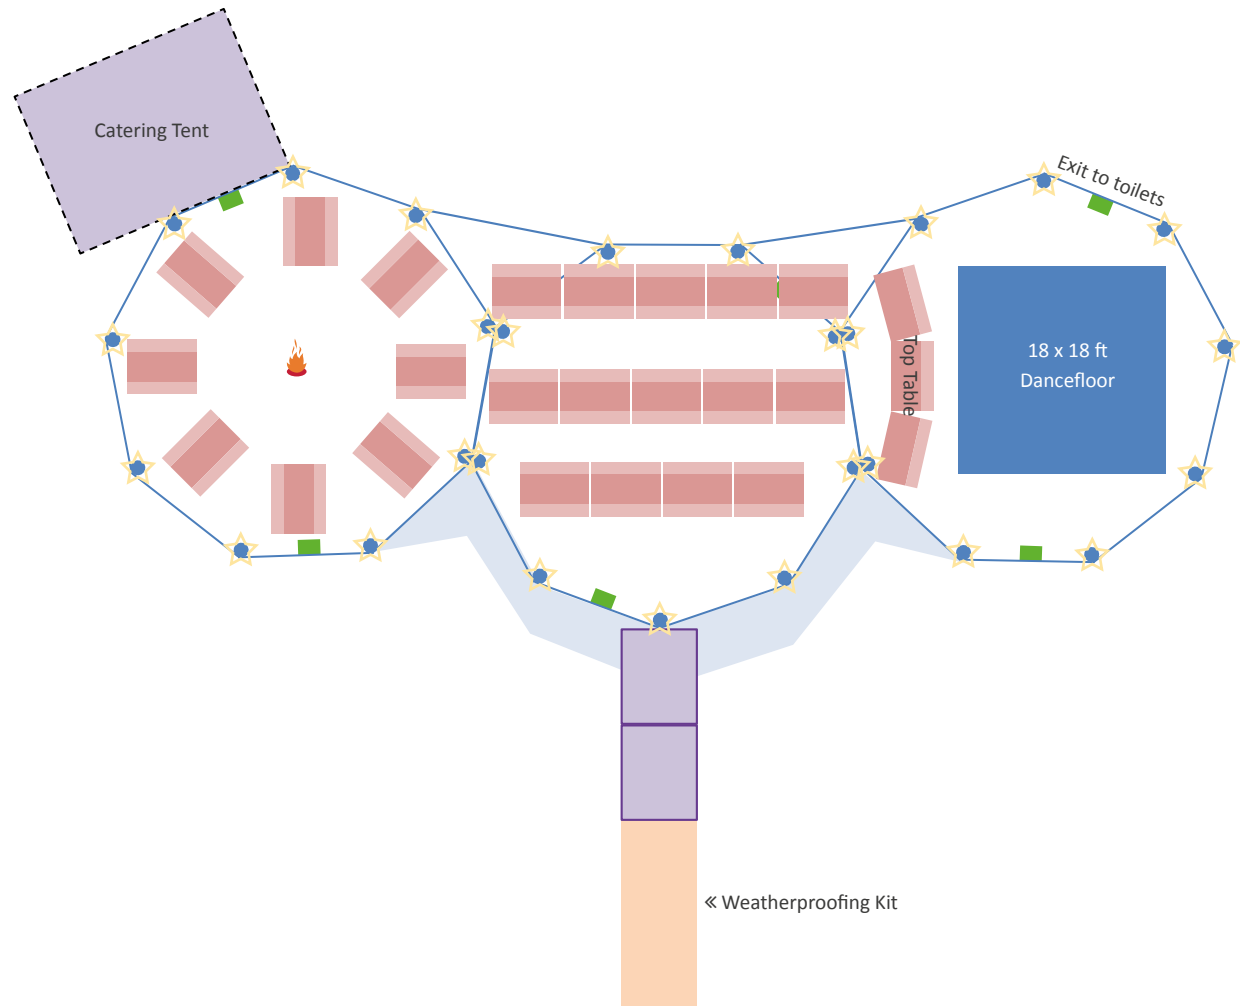 Catering Tent
Exit to toilets
Top Table
18 x 18 ft
Dancefloor
« Weatherproofing Kit